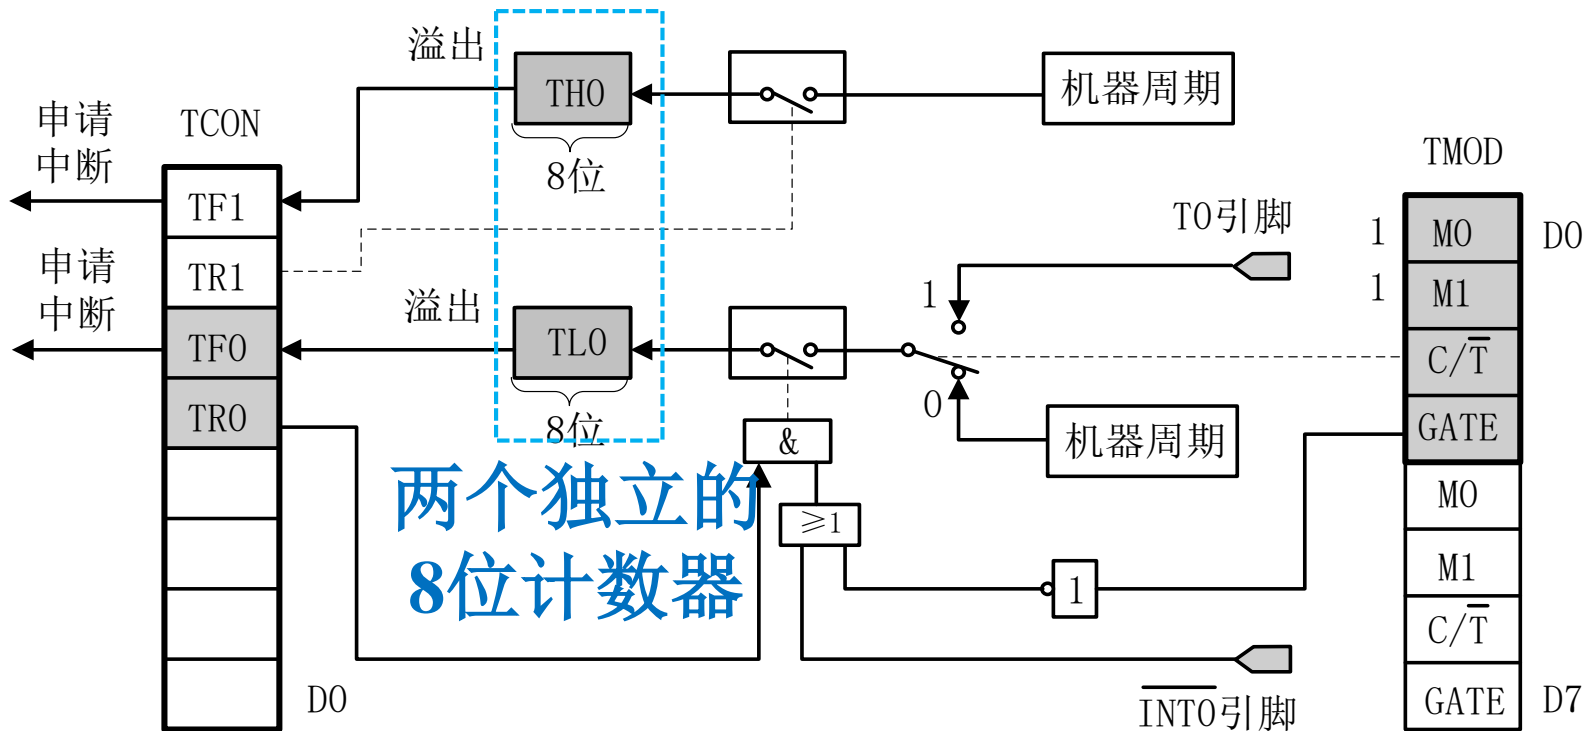 溢出
TH0
机器周期
8位
申请
中断
TCON
TF1
TR1
TF0
TR0
D0
申请
中断
溢出
TL0
8位
&
≥1
1
T0引脚
1
0
机器周期
1
1
TMOD
M0
M1
C/T̅
GATE
M0
M1
C/T̅
GATE
D0
D7
I̅N̅T̅0̅引脚
两个独立的
8位计数器